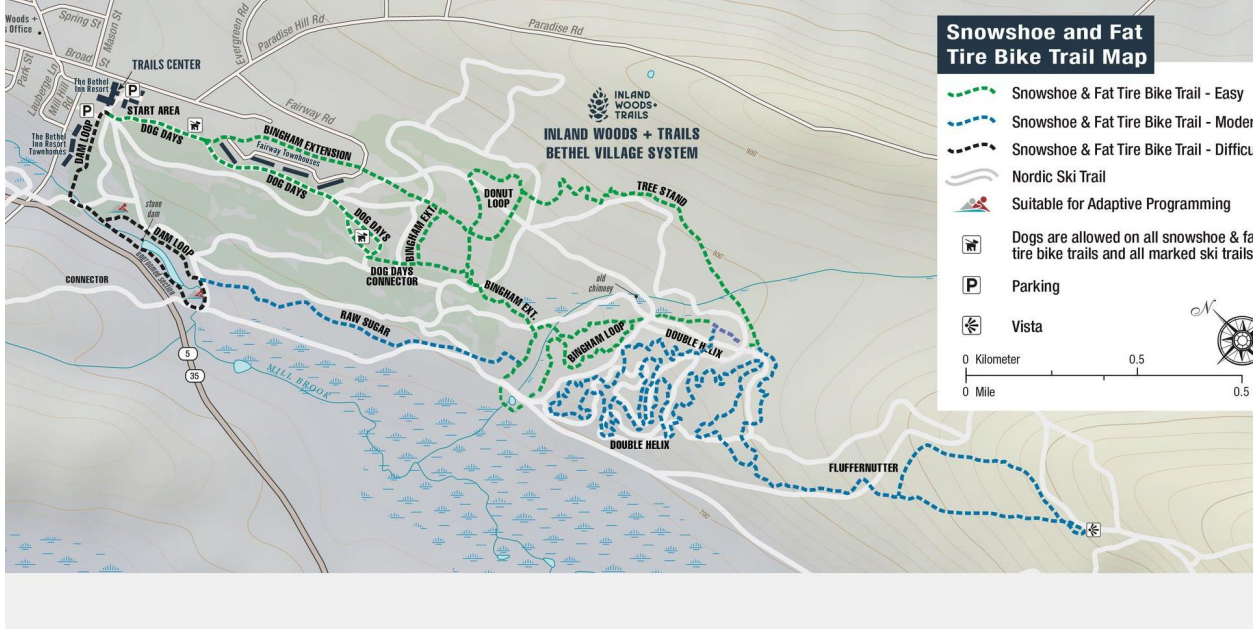 Woods +
s Office
Spring St
Mason St
Broad St
Park St
Lauberge Ln
Mill Hill Rd
Evergreen Rd
Paradise Hill Rd
Paradise Rd
Fairway Rd
TRAILS CENTER
The Bethel
Inn Resort
P
P
START AREA
The Bethel
Inn Resort
Townhomes
DAM LOOP
DOG DAYS
BINGHAM EXTENSION
Fairway Townhouses
DOG DAYS
INLAND
WOODS+
TRAILS
INLAND WOODS + TRAILS
BETHEL VILLAGE SYSTEM
900'
800'
700'
DONUT
LOOP
TREE STAND
DOG DAYS
BINGHAM EXT.
stone
dam
DAM LOOP
DOG DAYS
CONNECTOR
CONNECTOR
BINGHAM EXT.
old
chimney
RAW SUGAR
BINGHAM LOOP
DOUBLE HELIX
5
35
MILL BROOK
DOUBLE HELIX
FLUFFERNUTTER
Snowshoe and Fat
Tire Bike Trail Map
Snowshoe & Fat Tire Bike Trail - Easy
Snowshoe & Fat Tire Bike Trail - Moder
Snowshoe & Fat Tire Bike Trail - Difficu
Nordic Ski Trail
Suitable for Adaptive Programming
Dogs are allowed on all snowshoe & fa
tire bike trails and all marked ski trails
P Parking
Vista
N
0 Kilometer 0.5
0 Mile 0.5